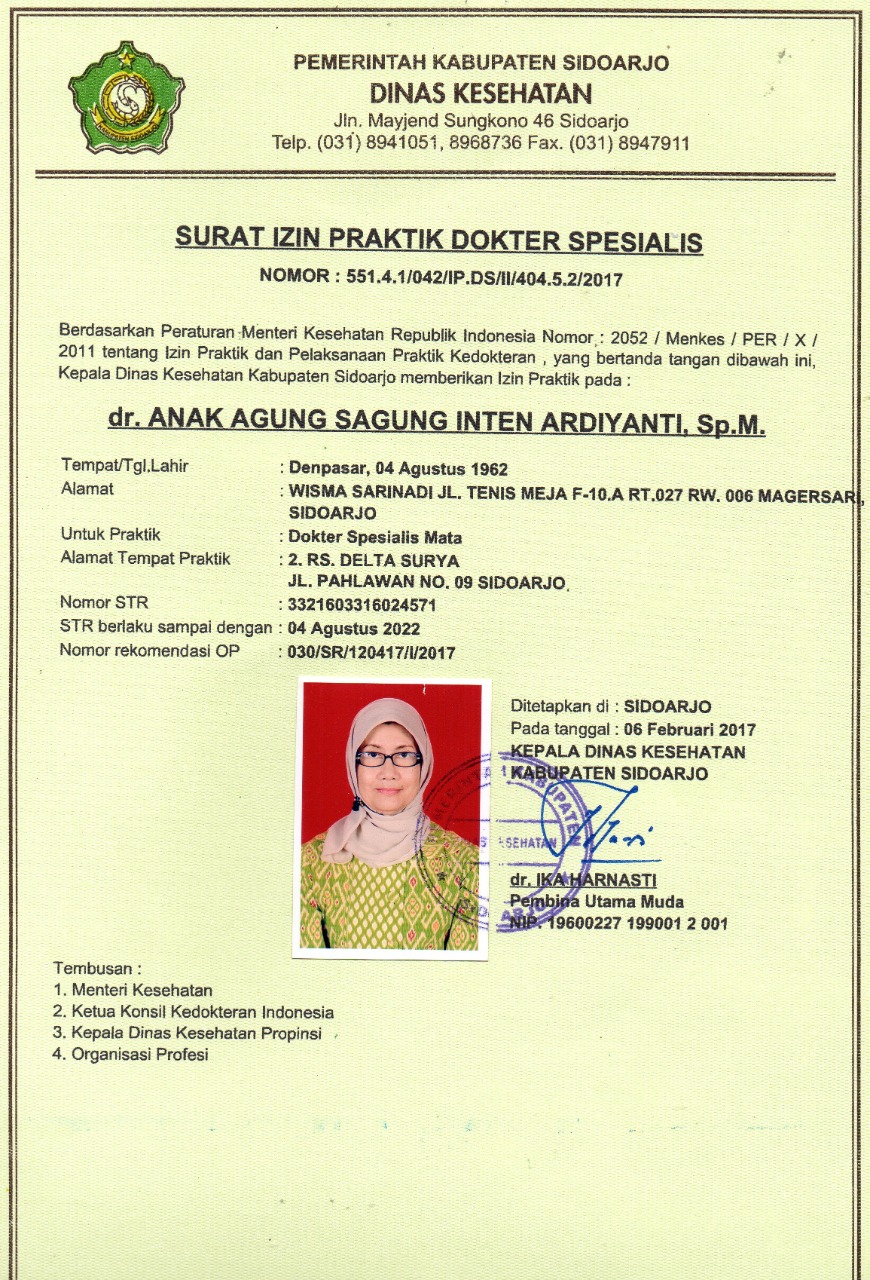 PEMERINTAH KABUPATEN SIDOARJO
DINAS KESEHATAN
Jln. Mayjend Sungkono 46 Sidoarjo
Telp. (031) 8941051, 8968736 Fax. (031) 8947911
KABUPATEN SIDOARJO
SURAT IZIN PRAKTIK DOKTER SPESIALIS
NOMOR : 551.4.1/042/IP.DS/II/404.5.2/2017
Berdasarkan Peraturan Menteri Kesehatan Republik Indonesia Nomor : 2052 / Menkes / PER / X /
2011 tentang Izin Praktik dan Pelaksanaan Praktik Kedokteran , yang bertanda tangan dibawah ini,
Kepala Dinas Kesehatan Kabupaten Sidoarjo memberikan Izin Praktik pada :
dr. ANAK AGUNG SAGUNG INTEN ARDIYANTI, Sp.M.
Tempat/Tgl.Lahir : Denpasar, 04 Agustus 1962
Alamat : WISMA SARINADI JL. TENIS MEJA F-10.A RT.027 RW. 006 MAGERSARI,
SIDOARJO
Untuk Praktik : Dokter Spesialis Mata
Alamat Tempat Praktik : 2. RS. DELTA SURYA
JL. PAHLAWAN NO. 09 SIDOARJO.
Nomor STR : 3321603316024571
STR berlaku sampai dengan : 04 Agustus 2022
Nomor rekomendasi OP : 030/SR/120417/I/2017
Ditetapkan di : SIDOARJO
Pada tanggal : 06 Februari 2017
KEPALA DINAS KESEHATAN
KABUPATEN SIDOARJO
dr. IKA HARNASTI
Pembina Utama Muda
NIP. 19600227 199001 2 001
Tembusan :
1. Menteri Kesehatan
2. Ketua Konsil Kedokteran Indonesia
3. Kepala Dinas Kesehatan Propinsi
4. Organisasi Profesi